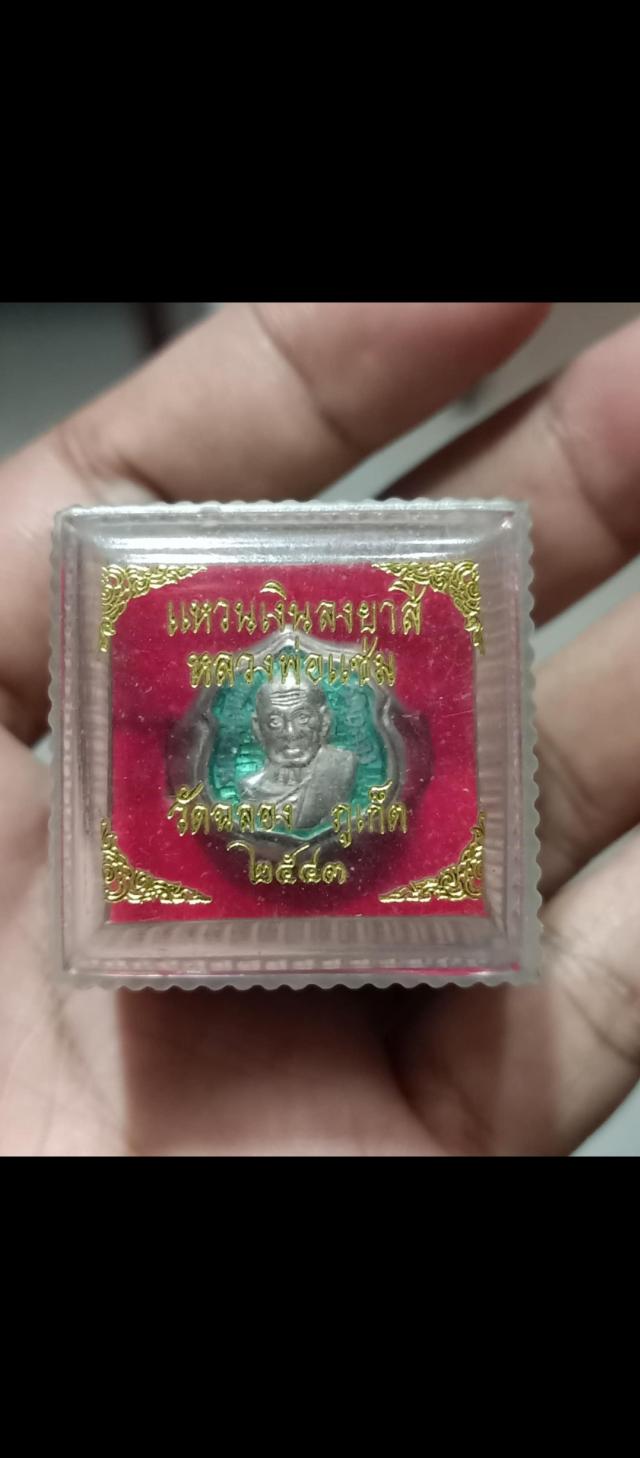 แหวนเงินลงยาสี
หลวงพ่อแช่ม
วัดฉลอง ภูเก็ต
๒๕๔๓